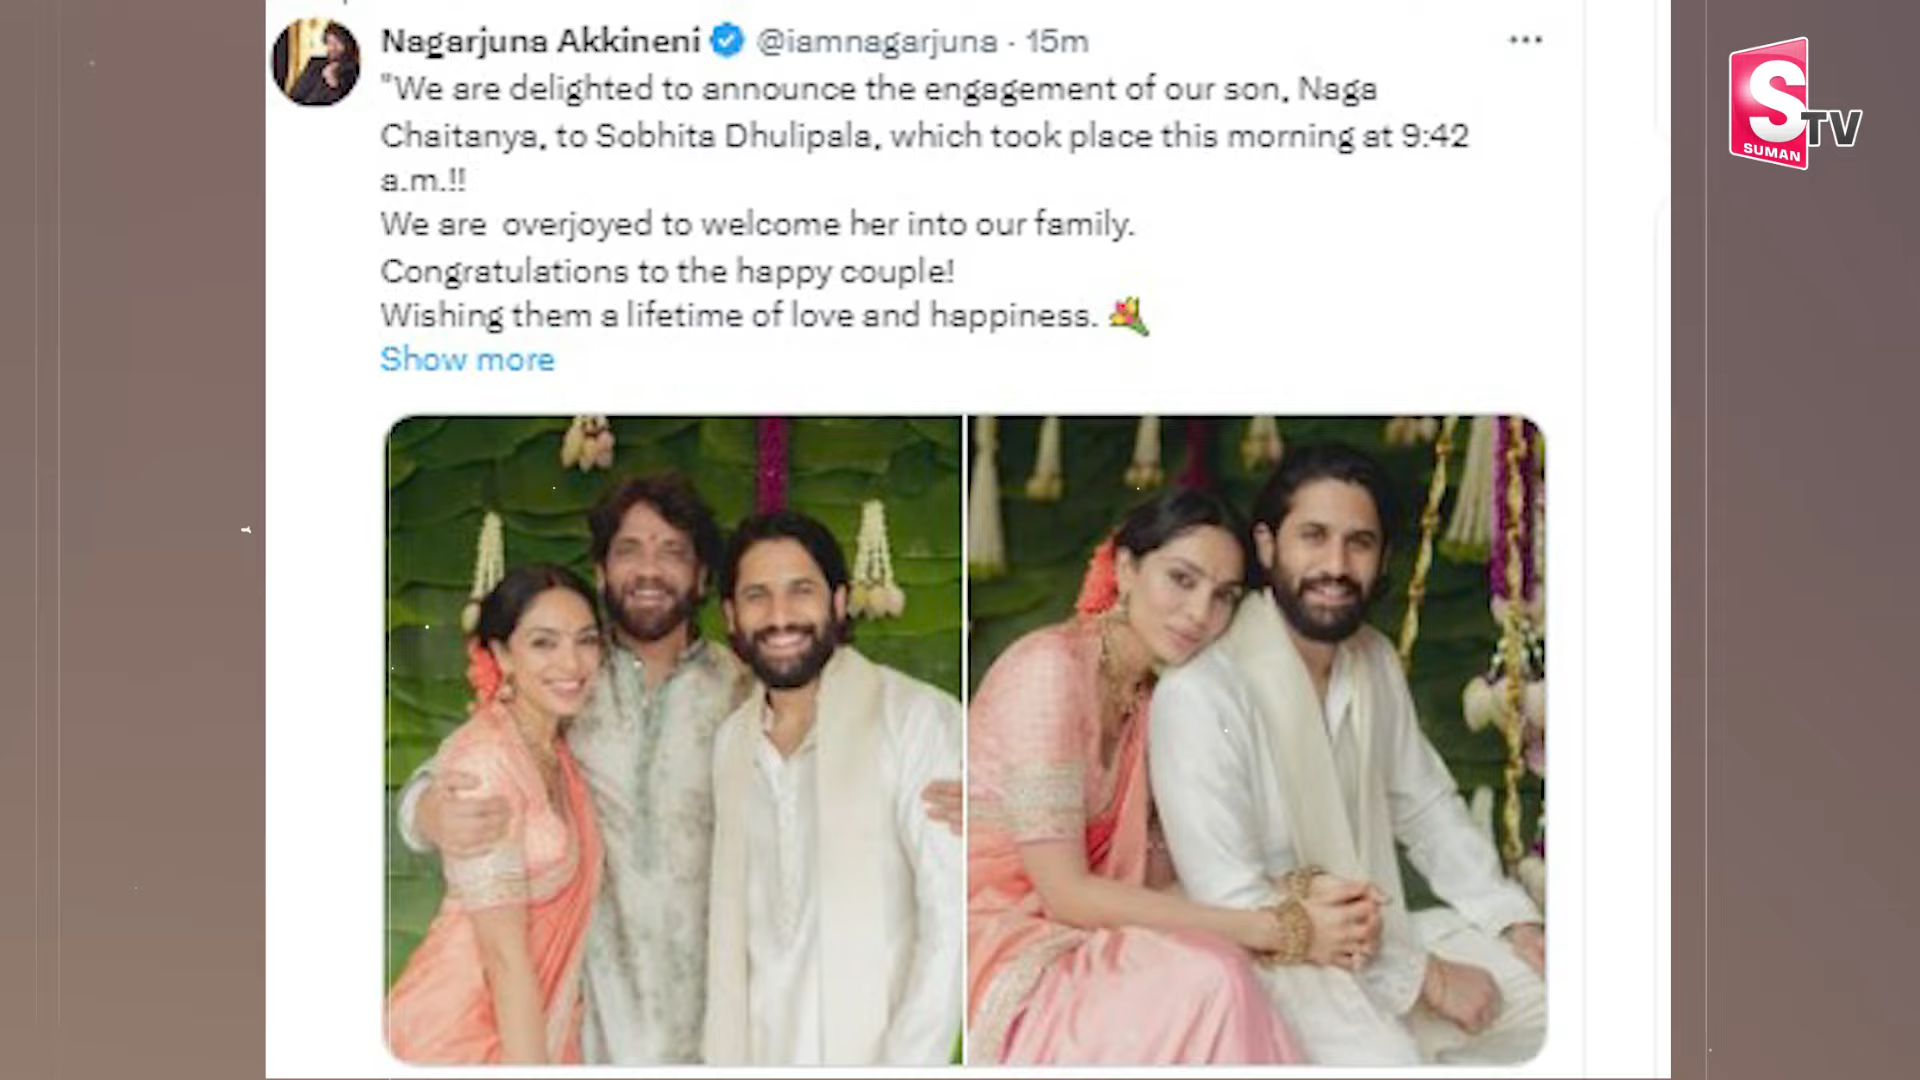 Nagarjuna Akkineni @iamnagarjuna · 15m
"We are delighted to announce the engagement of our son, Naga
Chaitanya, to Sobhita Dhulipala, which took place this morning at 9:42
a.m.!!
We are  overjoyed to welcome her into our family.
Congratulations to the happy couple!
Wishing them a lifetime of love and happiness. 💐
Show more
S TV
SUMAN